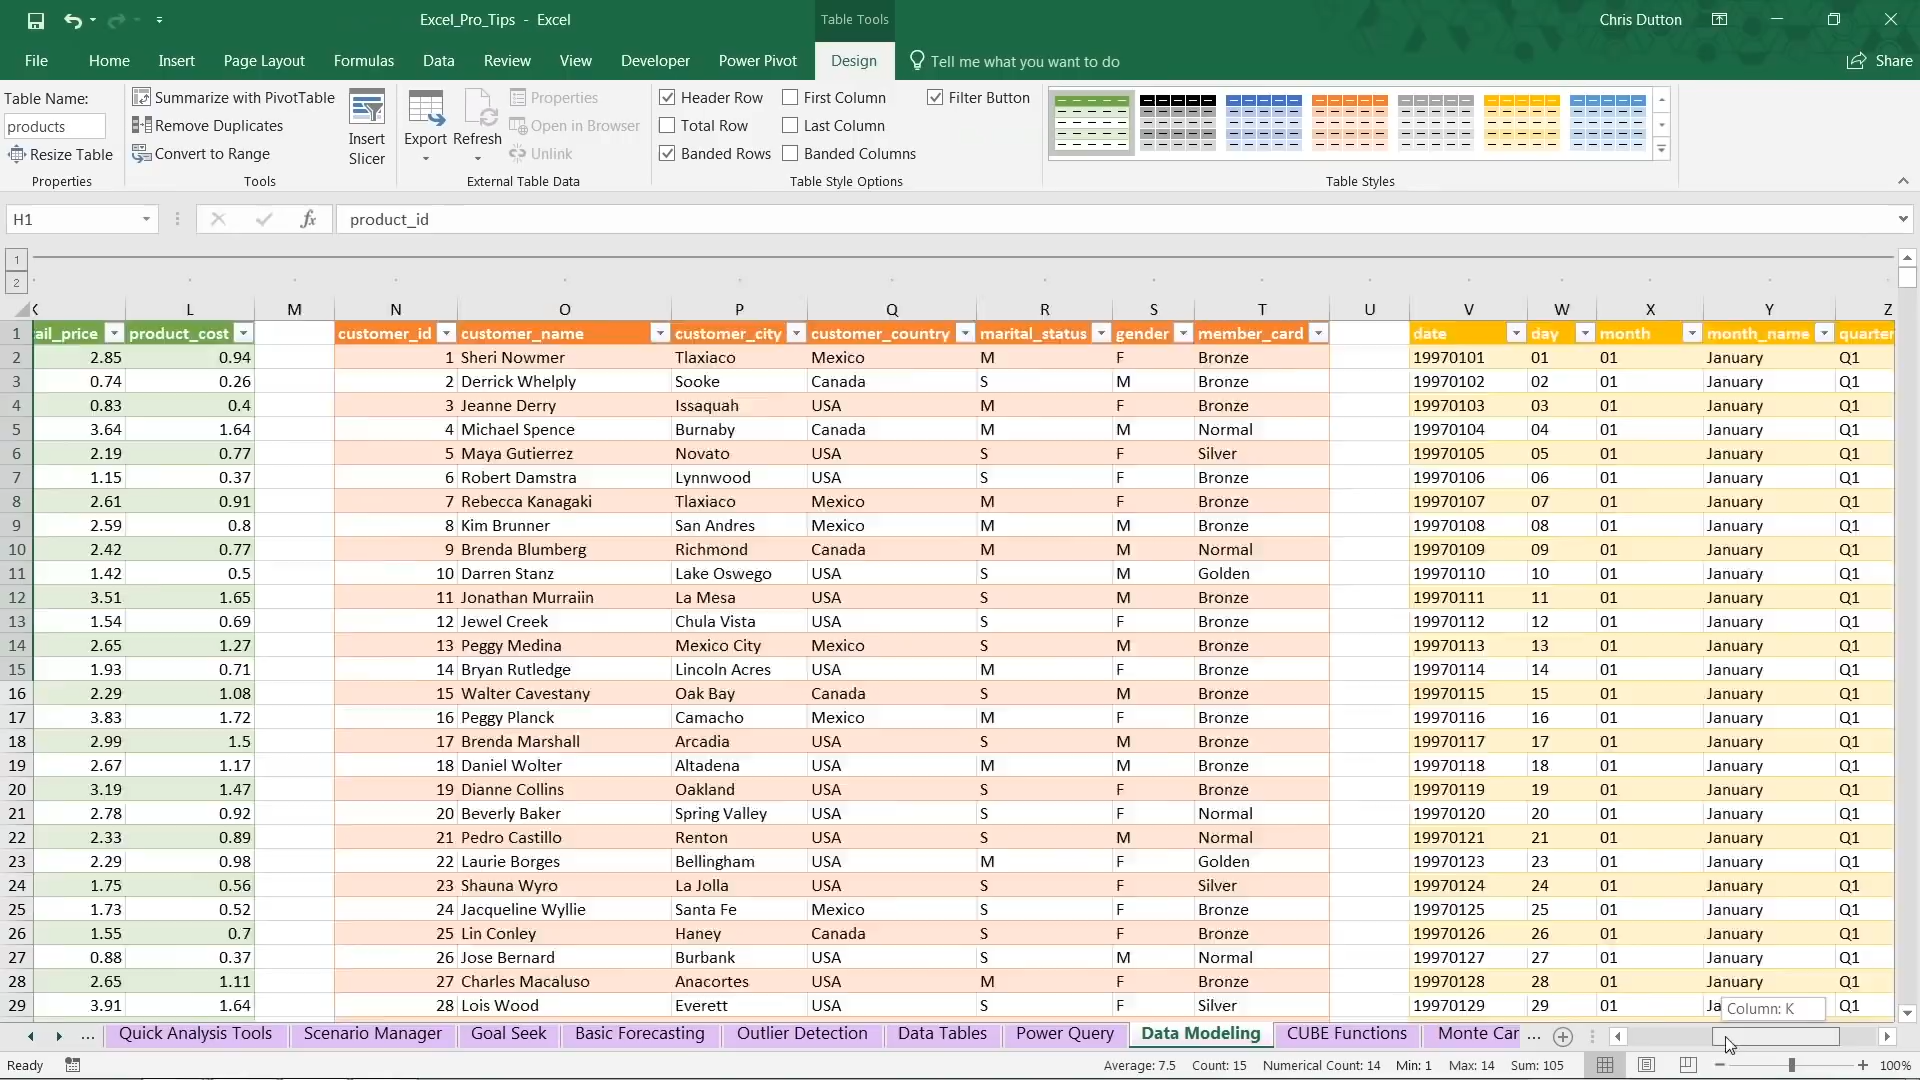 Excel_Pro_Tips - Excel
Table Tools
Chris Dutton
File Home Insert Page Layout Formulas Data Review View Developer Power Pivot Design Tell me what you want to do Share
Table Name:
products
Resize Table
Properties
Summarize with PivotTable
Remove Duplicates
Convert to Range
Tools
Insert
Slicer
Export
Refresh
Properties
Open in Browser
Unlink
External Table Data
Header Row First Column Filter Button
Total Row Last Column
Banded Rows Banded Columns
Table Style Options
Table Styles
H1 fx product_id
1
2
K L M N O P Q R S T U V W X Y Z
1 ail_price product_cost customer_id customer_name customer_city customer_country marital_status gender member_card date day month month_name quarter
2 2.85 0.94 1 Sheri Nowmer Tlaxiaco Mexico M F Bronze 19970101 01 01 January Q1
3 0.74 0.26 2 Derrick Whelply Sooke Canada S M Bronze 19970102 02 01 January Q1
4 0.83 0.4 3 Jeanne Derry Issaquah USA M F Bronze 19970103 03 01 January Q1
5 3.64 1.64 4 Michael Spence Burnaby Canada M M Normal 19970104 04 01 January Q1
6 2.19 0.77 5 Maya Gutierrez Novato USA S F Silver 19970105 05 01 January Q1
7 1.15 0.37 6 Robert Damstra Lynnwood USA S F Bronze 19970106 06 01 January Q1
8 2.61 0.91 7 Rebecca Kanagaki Tlaxiaco Mexico M F Bronze 19970107 07 01 January Q1
9 2.59 0.8 8 Kim Brunner San Andres Mexico M M Bronze 19970108 08 01 January Q1
10 2.42 0.77 9 Brenda Blumberg Richmond Canada M M Normal 19970109 09 01 January Q1
11 1.42 0.5 10 Darren Stanz Lake Oswego USA S M Golden 19970110 10 01 January Q1
12 3.51 1.65 11 Jonathan Murraiin La Mesa USA S M Bronze 19970111 11 01 January Q1
13 1.54 0.69 12 Jewel Creek Chula Vista USA S F Bronze 19970112 12 01 January Q1
14 2.65 1.27 13 Peggy Medina Mexico City Mexico S M Bronze 19970113 13 01 January Q1
15 1.93 0.71 14 Bryan Rutledge Lincoln Acres USA M F Bronze 19970114 14 01 January Q1
16 2.29 1.08 15 Walter Cavestany Oak Bay Canada S M Bronze 19970115 15 01 January Q1
17 3.83 1.72 16 Peggy Planck Camacho Mexico M F Bronze 19970116 16 01 January Q1
18 2.99 1.5 17 Brenda Marshall Arcadia USA S M Bronze 19970117 17 01 January Q1
19 2.67 1.17 18 Daniel Wolter Altadena USA M M Bronze 19970118 18 01 January Q1
20 3.19 1.47 19 Dianne Collins Oakland USA S F Bronze 19970119 19 01 January Q1
21 2.78 0.92 20 Beverly Baker Spring Valley USA S F Normal 19970120 20 01 January Q1
22 2.33 0.89 21 Pedro Castillo Renton USA S M Normal 19970121 21 01 January Q1
23 2.29 0.98 22 Laurie Borges Bellingham USA M F Golden 19970123 23 01 January Q1
24 1.75 0.56 23 Shauna Wyro La Jolla USA S F Silver 19970124 24 01 January Q1
25 1.73 0.52 24 Jacqueline Wyllie Santa Fe Mexico S F Bronze 19970125 25 01 January Q1
26 1.55 0.7 25 Lin Conley Haney Canada S F Bronze 19970126 26 01 January Q1
27 0.88 0.37 26 Jose Bernard Burbank USA S M Normal 19970127 27 01 January Q1
28 2.65 1.11 27 Charles Macaluso Anacortes USA M F Bronze 19970128 28 01 January Q1
29 3.91 1.64 28 Lois Wood Everett USA S F Silver 19970129 29 01 Ja Q1
Column: K
... Quick Analysis Tools Scenario Manager Goal Seek Basic Forecasting Outlier Detection Data Tables Power Query Data Modeling CUBE Functions Monte Car ...
Ready Average: 7.5 Count: 15 Numerical Count: 14 Min: 1 Max: 14 Sum: 105 100%